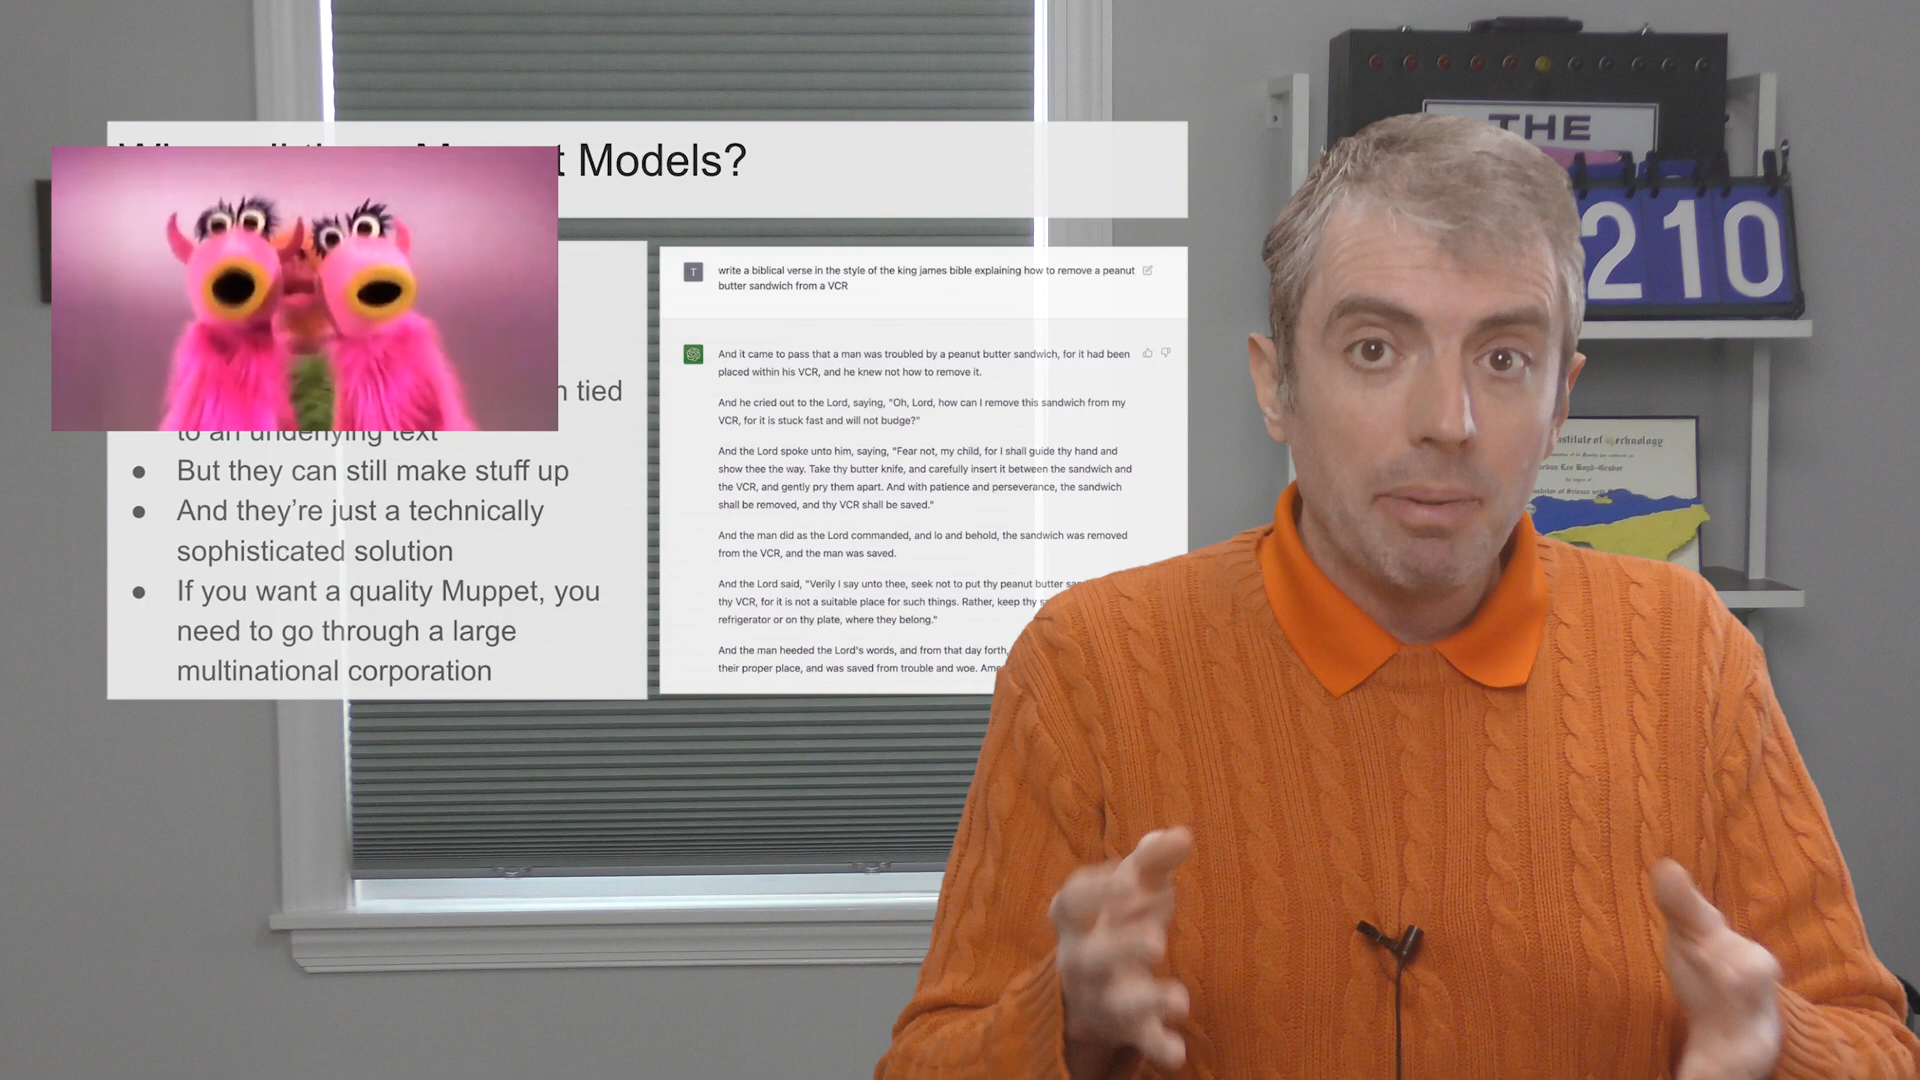 t Models?
n tied
to an underlying text
● But they can still make stuff up
● And they're just a technically
sophisticated solution
● If you want a quality Muppet, you
need to go through a large
multinational corporation
T
write a biblical verse in the style of the king james bible explaining how to remove a peanut
butter sandwich from a VCR
And it came to pass that a man was troubled by a peanut butter sandwich, for it had been
placed within his VCR, and he knew not how to remove it.
And he cried out to the Lord, saying, "Oh, Lord, how can I remove this sandwich from my
VCR, for it is stuck fast and will not budge?"
And the Lord spoke unto him, saying, "Fear not, my child, for I shall guide thy hand and
show thee the way. Take thy butter knife, and carefully insert it between the sandwich and
the VCR, and gently pry them apart. And with patience and perseverance, the sandwich
shall be removed, and thy VCR shall be saved."
And the man did as the Lord commanded, and lo and behold, the sandwich was removed
from the VCR, and the man was saved.
And the Lord said, "Verily I say unto thee, seek not to put thy peanut butter
thy VCR, for it is not a suitable place for such things. Rather, keep thy
refrigerator or on thy plate, where they belong."
And the man heeded the Lord's words, and from that day forth,
their proper place, and was saved from trouble and woe.
THE
210
Lee Boyd-Graber